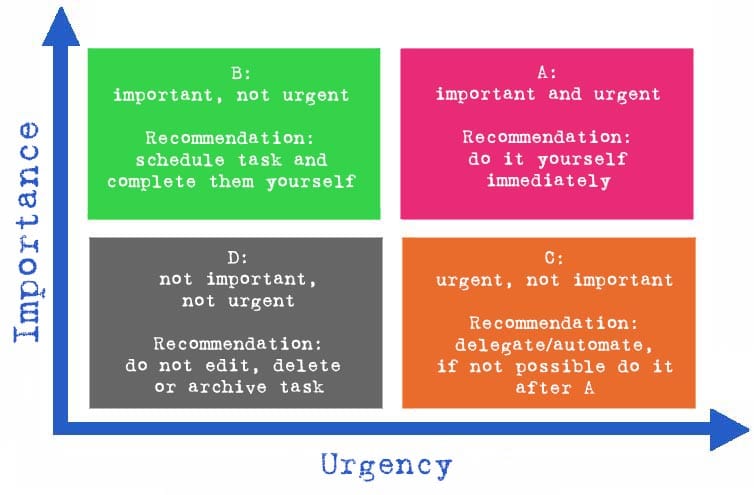 Importance
B:
important, not urgent
Recommendation:
schedule task and
complete them yourself
A:
important and urgent
Recommendation:
do it yourself
immediately
D:
not important,
not urgent
Recommendation:
do not edit, delete
or archive task
C:
urgent, not important
Recommendation:
delegate/automate,
if not possible do it
after A
Urgency